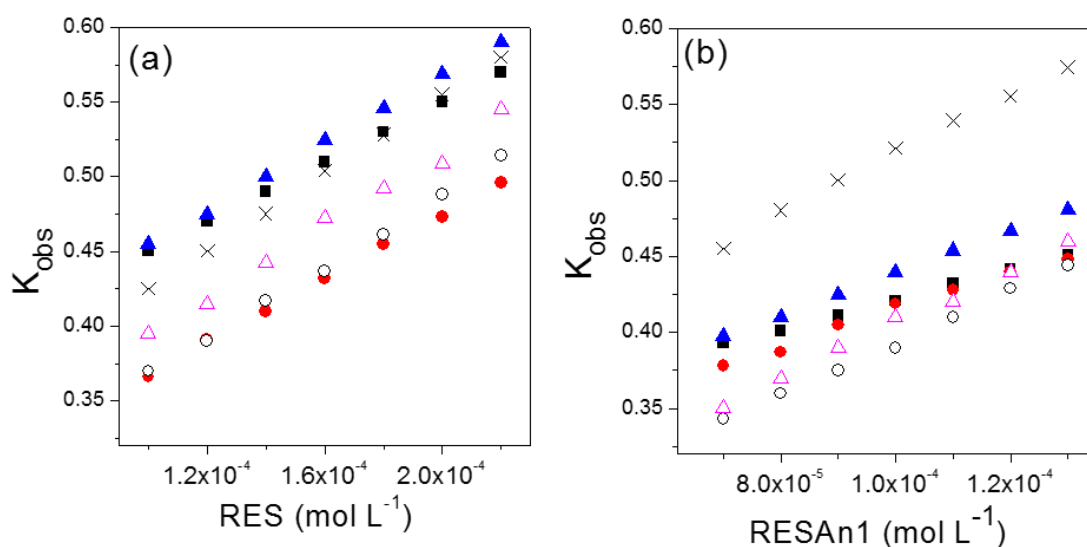 (a)
0.60
0.55
0.50
0.45
0.40
0.35
K_obs
1.2x10⁻⁴ 1.6x10⁻⁴ 2.0x10⁻⁴
RES (mol L⁻¹)
(b)
0.60
0.55
0.50
0.45
0.40
0.35
K_obs
8.0x10⁻⁵ 1.0x10⁻⁴ 1.2x10⁻⁴
RESAn1 (mol L⁻¹)